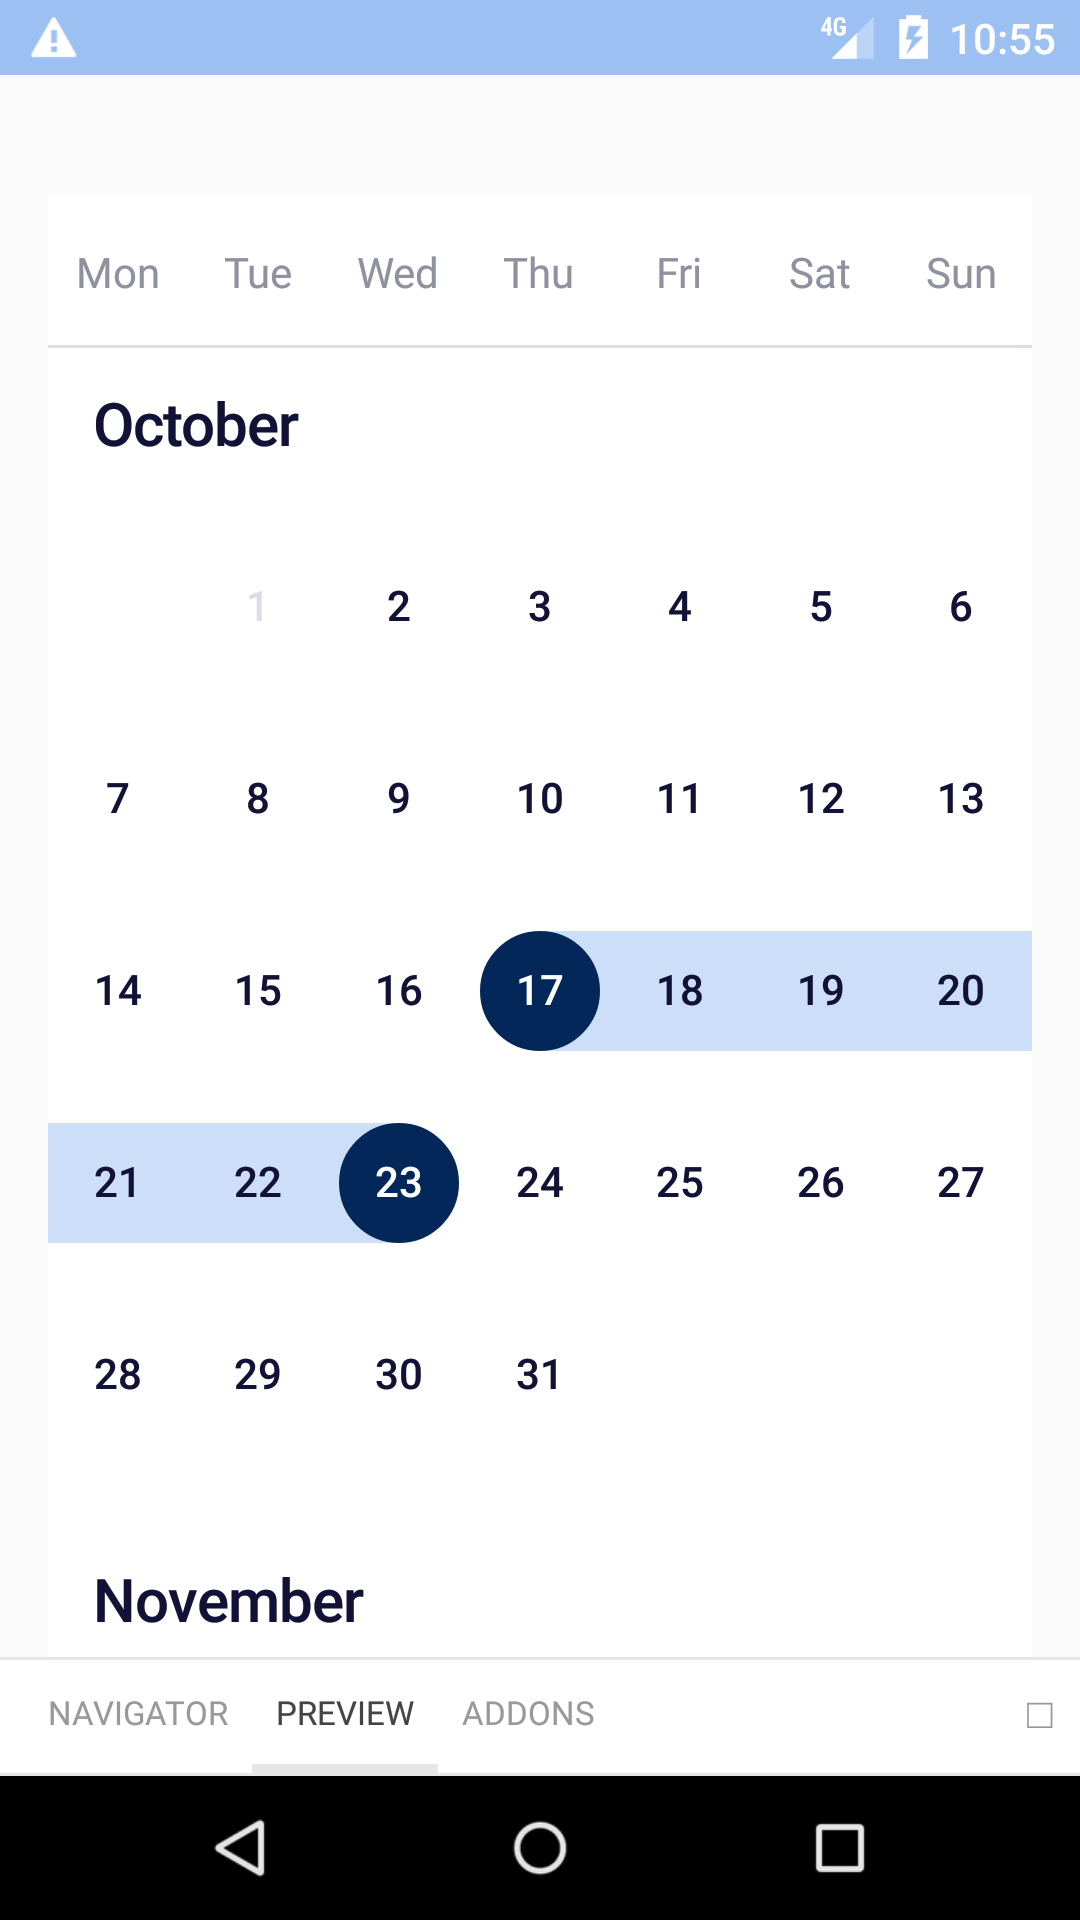 4G 10:55
Mon Tue Wed Thu Fri Sat Sun
October
1 2 3 4 5 6
7 8 9 10 11 12 13
14 15 16 17 18 19 20
21 22 23 24 25 26 27
28 29 30 31
November
NAVIGATOR PREVIEW ADDONS